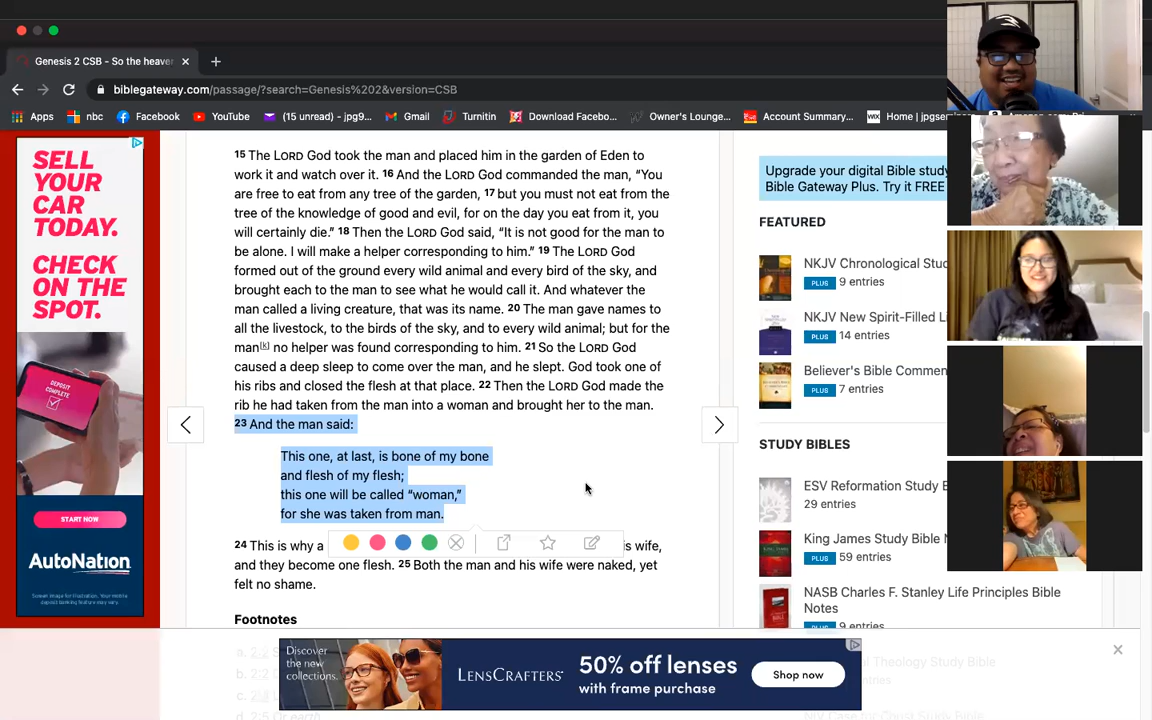 Genesis 2 CSB - So the heaven
biblegateway.com/passage/?search=Genesis%202&version=CSB
Apps nbc Facebook YouTube (15 unread) - jpg9... Gmail Turnitin Download Facebo... Owner's Lounge... Account Summary... Home | jpgser
SELL
YOUR
CAR
TODAY.
CHECK
ON THE
SPOT.
DEPOSIT
COMPLETE
START NOW
AutoNation
15 The LORD God took the man and placed him in the garden of Eden to
work it and watch over it. 16 And the LORD God commanded the man, “You
are free to eat from any tree of the garden, 17 but you must not eat from the
tree of the knowledge of good and evil, for on the day you eat from it, you
will certainly die.” 18 Then the LORD God said, “It is not good for the man to
be alone. I will make a helper corresponding to him.” 19 The LORD God
formed out of the ground every wild animal and every bird of the sky, and
brought each to the man to see what he would call it. And whatever the
man called a living creature, that was its name. 20 The man gave names to
all the livestock, to the birds of the sky, and to every wild animal; but for the
man[k] no helper was found corresponding to him. 21 So the LORD God
caused a deep sleep to come over the man, and he slept. God took one of
his ribs and closed the flesh at that place. 22 Then the LORD God made the
rib he had taken from the man into a woman and brought her to the man.
23 And the man said:
This one, at last, is bone of my bone
and flesh of my flesh;
this one will be called “woman,”
for she was taken from man.
24 This is why a is wife,
and they become one flesh. 25 Both the man and his wife were naked, yet
felt no shame.
Footnotes
Upgrade your digital Bible study
Bible Gateway Plus. Try it FREE
FEATURED
NKJV Chronological Stud
PLUS 9 entries
NKJV New Spirit-Filled Li
PLUS 14 entries
Believer's Bible Commen
PLUS 7 entries
STUDY BIBLES
ESV Reformation Study B
29 entries
King James Study Bible N
PLUS 59 entries
NASB Charles F. Stanley Life Principles Bible
Notes
PLUS 9 entries
Theology Study Bible
Discover
the new
collections.
LENSCRAFTERS
50% off lenses
with frame purchase
Shop now
d. 2:5 Or earth